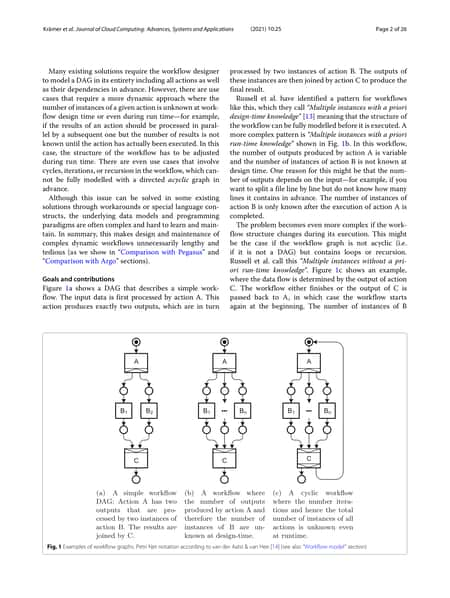 Krämer et al. Journal of Cloud Computing: Advances, Systems and Applications (2021) 10:25 Page 2 of 26
Many existing solutions require the workflow designer
to model a DAG in its entirety including all actions as well
as their dependencies in advance. However, there are use
cases that require a more dynamic approach where the
number of instances of a given action is unknown at work-
flow design time or even during run time—for example,
if the results of an action should be processed in paral-
lel by a subsequent one but the number of results is not
known until the action has actually been executed. In this
case, the structure of the workflow has to be adjusted
during run time. There are even use cases that involve
cycles, iterations, or recursion in the workflow, which can-
not be fully modelled with a directed acyclic graph in
advance.
Although this issue can be solved in some existing
solutions through workarounds or special language con-
structs, the underlying data models and programming
paradigms are often complex and hard to learn and main-
tain. In summary, this makes design and maintenance of
complex dynamic workflows unnecessarily lengthy and
tedious (as we show in "Comparison with Pegasus" and
"Comparison with Argo" sections).
Goals and contributions
Figure 1a shows a DAG that describes a simple work-
flow. The input data is first processed by action A. This
action produces exactly two outputs, which are in turn
processed by two instances of action B. The outputs of
these instances are then joined by action C to produce the
final result.
Russell et al. have identified a pattern for workflows
like this, which they call "Multiple instances with a priori
design-time knowledge" [13] meaning that the structure of
the workflow can be fully modelled before it is executed. A
more complex pattern is "Multiple instances with a priori
run-time knowledge" shown in Fig. 1b. In this workflow,
the number of outputs produced by action A is variable
and the number of instances of action B is not known at
design time. One reason for this might be that the num-
ber of outputs depends on the input—for example, if you
want to split a file line by line but do not know how many
lines it contains in advance. The number of instances of
action B is only known after the execution of action A is
completed.
The problem becomes even more complex if the work-
flow structure changes during its execution. This might
be the case if the workflow graph is not acyclic (i.e.
if it is not a DAG) but contains loops or recursion.
Russell et al. call this "Multiple instances without a pri-
ori run-time knowledge". Figure 1c shows an example,
where the data flow is determined by the output of action
C. The workflow either finishes or the output of C is
passed back to A, in which case the workflow starts
again at the beginning. The number of instances of B
A A A
B1 B2 B1 Bn B1 Bn
C C C
(a) A simple workflow
DAG: Action A has two
outputs that are pro-
cessed by two instances of
action B. The results are
joined by C.
(b) A workflow where
the number of outputs
produced by action A and
therefore the number of
instances of B are un-
known at design-time.
(c) A cyclic workflow
where the number itera-
tions and hence the total
number of instances of all
actions is unknown even
at runtime.
Fig. 1 Examples of workflow graphs. Petri Net notation according to van der Aalst & van Hee [14] (see also "Workflow model" section)